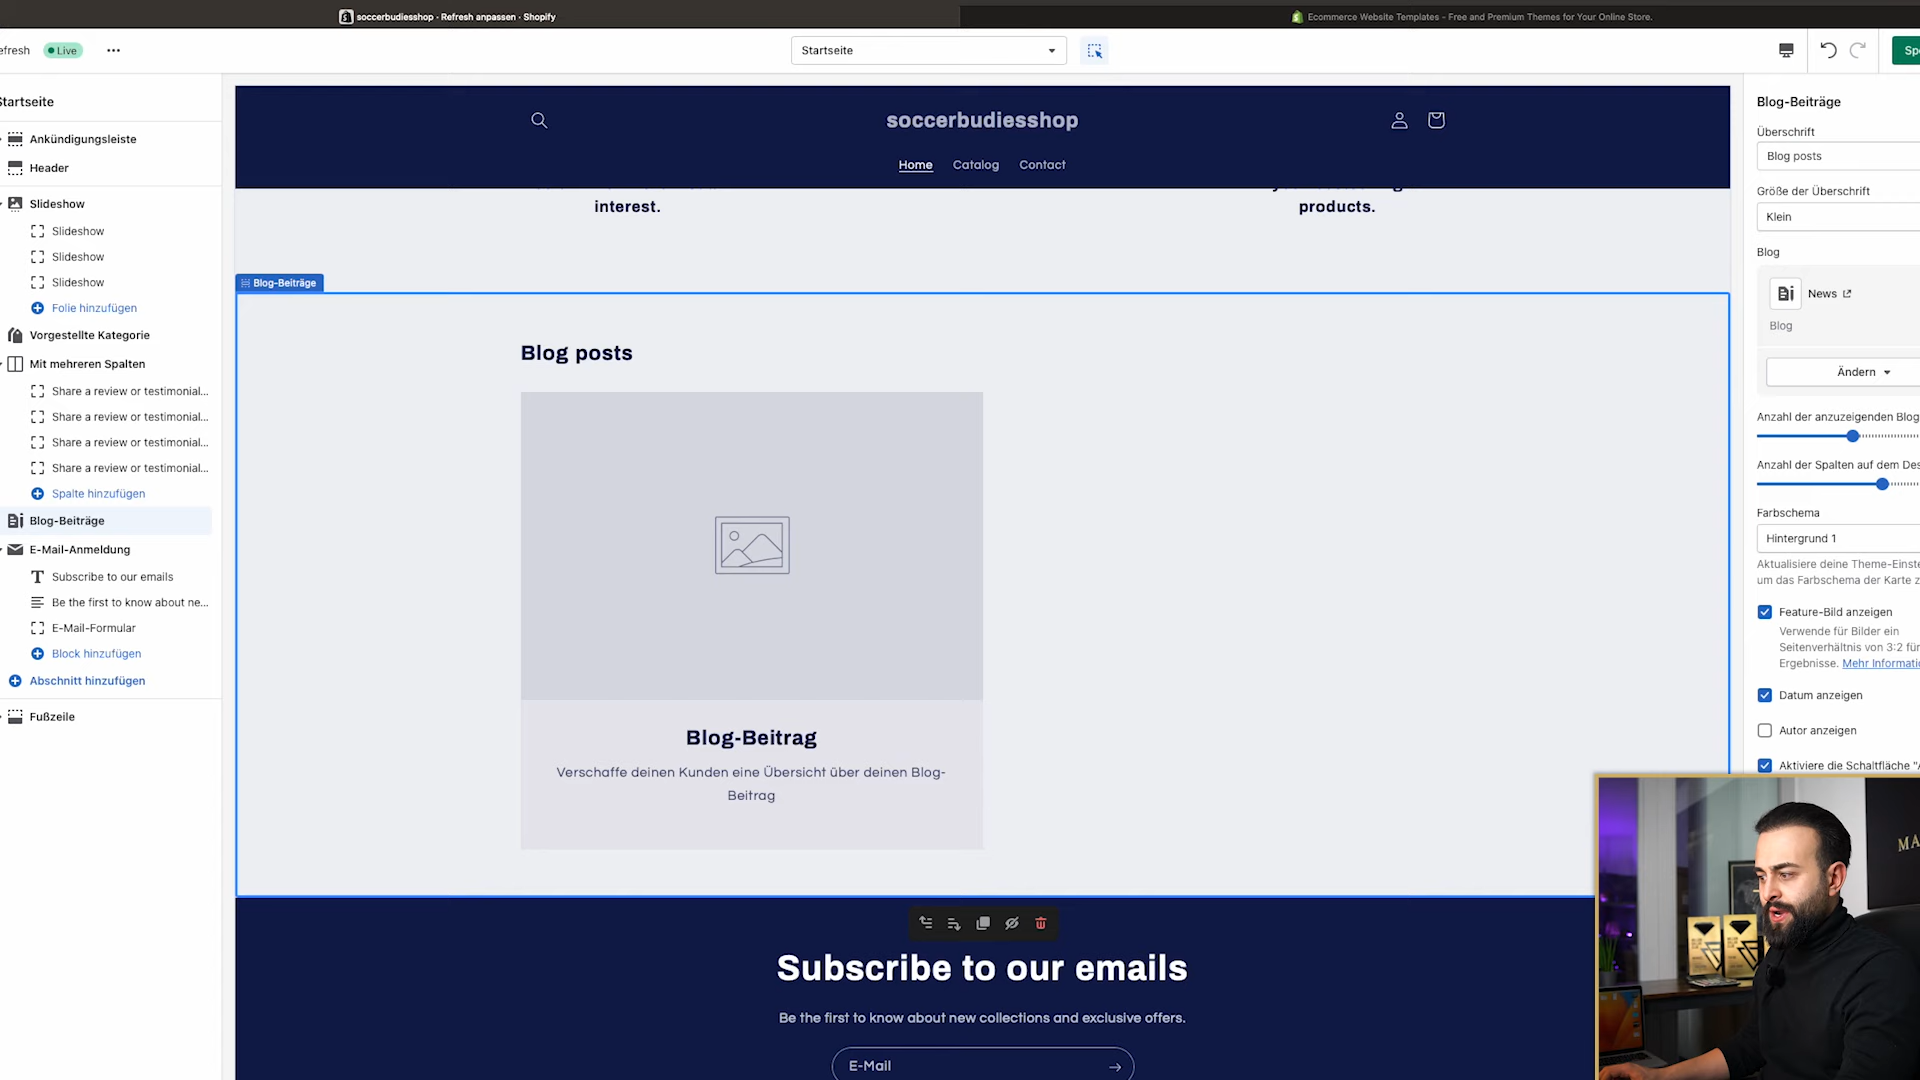 soccerbudiesshop · Refresh anpassen · Shopify
Ecommerce Website Templates - Free and Premium Themes for Your Online Store.
efresh
Live
Startseite
Startseite
Ankündigungsleiste
Header
Slideshow
Slideshow
Slideshow
Slideshow
Folie hinzufügen
Vorgestellte Kategorie
Mit mehreren Spalten
Share a review or testimonial...
Share a review or testimonial...
Share a review or testimonial...
Share a review or testimonial...
Spalte hinzufügen
Blog-Beiträge
E-Mail-Anmeldung
Subscribe to our emails
Be the first to know about ne...
E-Mail-Formular
Block hinzufügen
Abschnitt hinzufügen
Fußzeile
soccerbudiesshop
Home Catalog Contact
interest.
products.
Blog-Beiträge
Blog posts
Blog-Beitrag
Verschaffe deinen Kunden eine Übersicht über deinen Blog-
Beitrag
Subscribe to our emails
Be the first to know about new collections and exclusive offers.
E-Mail
Blog-Beiträge
Überschrift
Blog posts
Größe der Überschrift
Klein
Blog
News
Blog
Ändern
Anzahl der anzuzeigenden Blog
Anzahl der Spalten auf dem Des
Farbschema
Hintergrund 1
Aktualisiere deine Theme-Einste
um das Farbschema der Karte z
Feature-Bild anzeigen
Verwende für Bilder ein
Seitenverhältnis von 3:2 für
Ergebnisse. Mehr Informatio
Datum anzeigen
Autor anzeigen
Aktiviere die Schaltfläche "A
MA